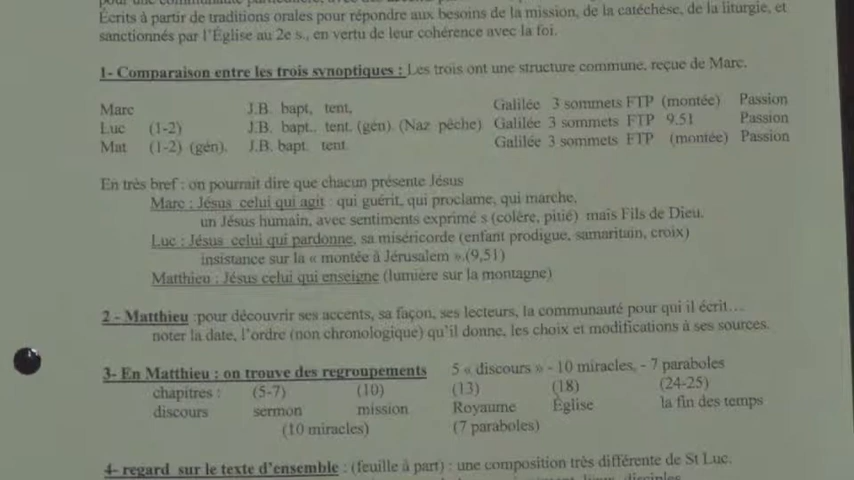 Écrits à partir de traditions orales pour répondre aux besoins de la mission, de la catéchèse, de la liturgie, et
sanctionnés par l'Église au 2e s., en vertu de leur cohérence avec la foi.
1- Comparaison entre les trois synoptiques : Les trois ont une structure commune, reçue de Marc.
Marc J.B. bapt, tent, Galilée 3 sommets FTP (montée) Passion
Luc (1-2) J.B. bapt.. tent. (gén). (Naz pêche) Galilée 3 sommets FTP 9.51 Passion
Mat (1-2) (gén). J.B. bapt. tent. Galilée 3 sommets FTP (montée) Passion
En très bref : on pourrait dire que chacun présente Jésus
Marc : Jésus celui qui agit : qui guérit, qui proclame, qui marche,
un Jésus humain, avec sentiments exprimé s (colère, pitié) mais Fils de Dieu.
Luc : Jésus celui qui pardonne, sa miséricorde (enfant prodigue, samaritain, croix)
insistance sur la « montée à Jérusalem ».(9,51)
Matthieu : Jésus celui qui enseigne (lumière sur la montagne)
2 - Matthieu :pour découvrir ses accents, sa façon, ses lecteurs, la communauté pour qui il écrit…
noter la date, l'ordre (non chronologique) qu'il donne, les choix et modifications à ses sources.
3- En Matthieu : on trouve des regroupements 5 « discours » - 10 miracles, - 7 paraboles
chapitres : (5-7) (10) (13) (18) (24-25)
discours sermon mission Royaume Église la fin des temps
(10 miracles) (7 paraboles)
4- regard sur le texte d'ensemble : (feuille à part) : une composition très différente de St Luc.